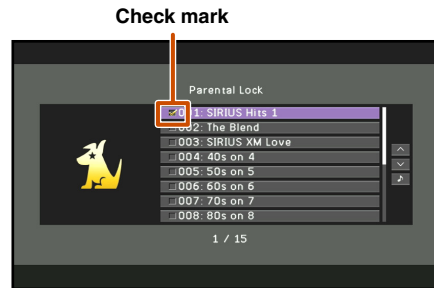 Check mark
Parental Lock
001: SIRIUS Hits 1
002: The Blend
003: SIRIUS XM Love
004: 40s on 4
005: 50s on 5
006: 60s on 6
007: 70s on 7
008: 80s on 8
1 / 15